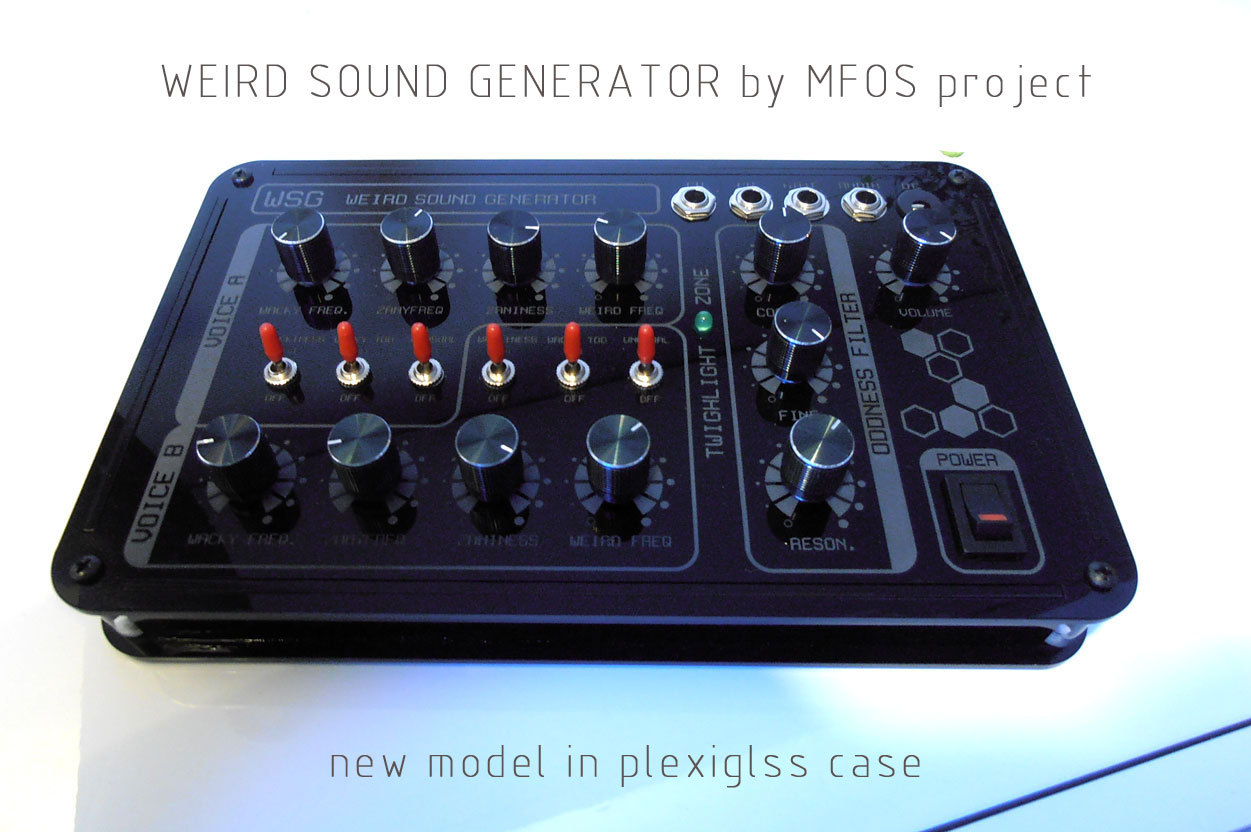 WEIRD SOUND GENERATOR by MFOS project
WSG WEIRD SOUND GENERATOR
VOICE A
WACKY FREQ. ZANYFREQ ZANINESS WEIRD FREQ
VOLUME
OFF OFF OFF OFF OFF OFF
TWIGHLIGHT ZONE
FINE
ODDNESS FILTER
VOICE B
WACKY FREQ. ZANYFREQ ZANINESS WEIRD FREQ
RESON.
POWER
new model in plexiglss case